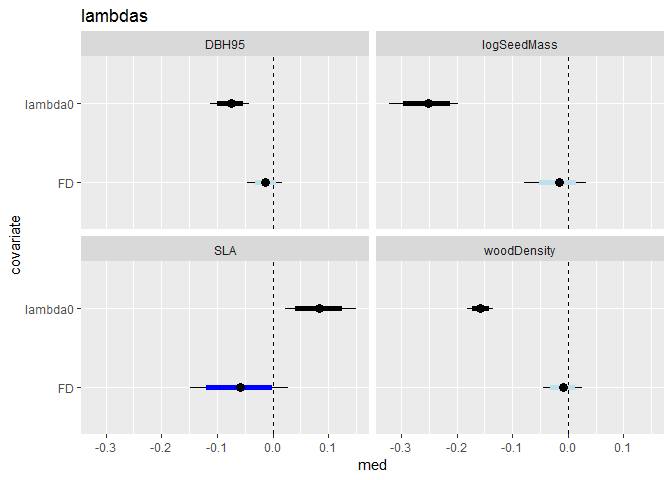 lambdas
DBH95 logSeedMass
lambda0
FD
SLA woodDensity
lambda0
FD
-0.3 -0.2 -0.1 0.0 0.1 -0.3 -0.2 -0.1 0.0 0.1
med
covariate